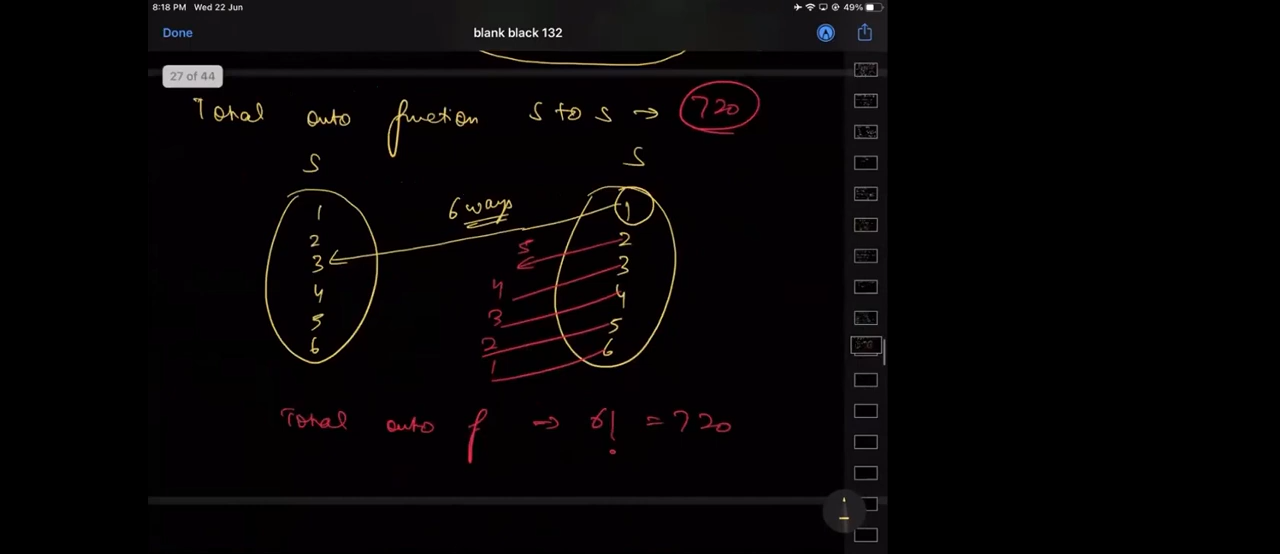 8:18 PM Wed 22 Jun 49%
Done blank black 132
27 of 44
Total onto function S to S → 720
S S
6 ways
1 1
2 5 2
3 4 3
4 3 4
5 2 5
6 1 6
Total onto f → 6! = 720